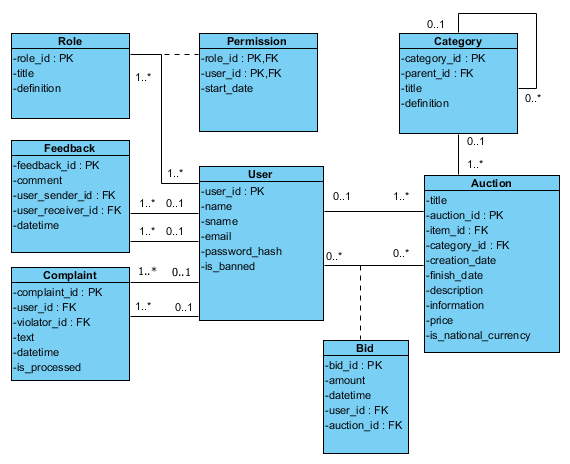 0..1
Role
-role_id : PK
-title
-definition
Permission
-role_id : PK,FK
-user_id : PK,FK
-start_date
Category
-category_id : PK
-parent_id : FK
-title
-definition
1..*
0..*
0..1
1..*
Feedback
-feedback_id : PK
-comment
-user_sender_id : FK
-user_receiver_id : FK
-datetime
1..*
User
-user_id : PK
-name
-sname
-email
-password_hash
-is_banned
Auction
-title
-auction_id : PK
-item_id : FK
-category_id : FK
-creation_date
-finish_date
-description
-information
-price
-is_national_currency
1..*
0..1
0..1
1..*
1..*
0..1
0..*
0..*
Complaint
-complaint_id : PK
-user_id : FK
-violator_id : FK
-text
-datetime
-is_processed
1..*
0..1
1..*
0..1
Bid
-bid_id : PK
-amount
-datetime
-user_id : FK
-auction_id : FK